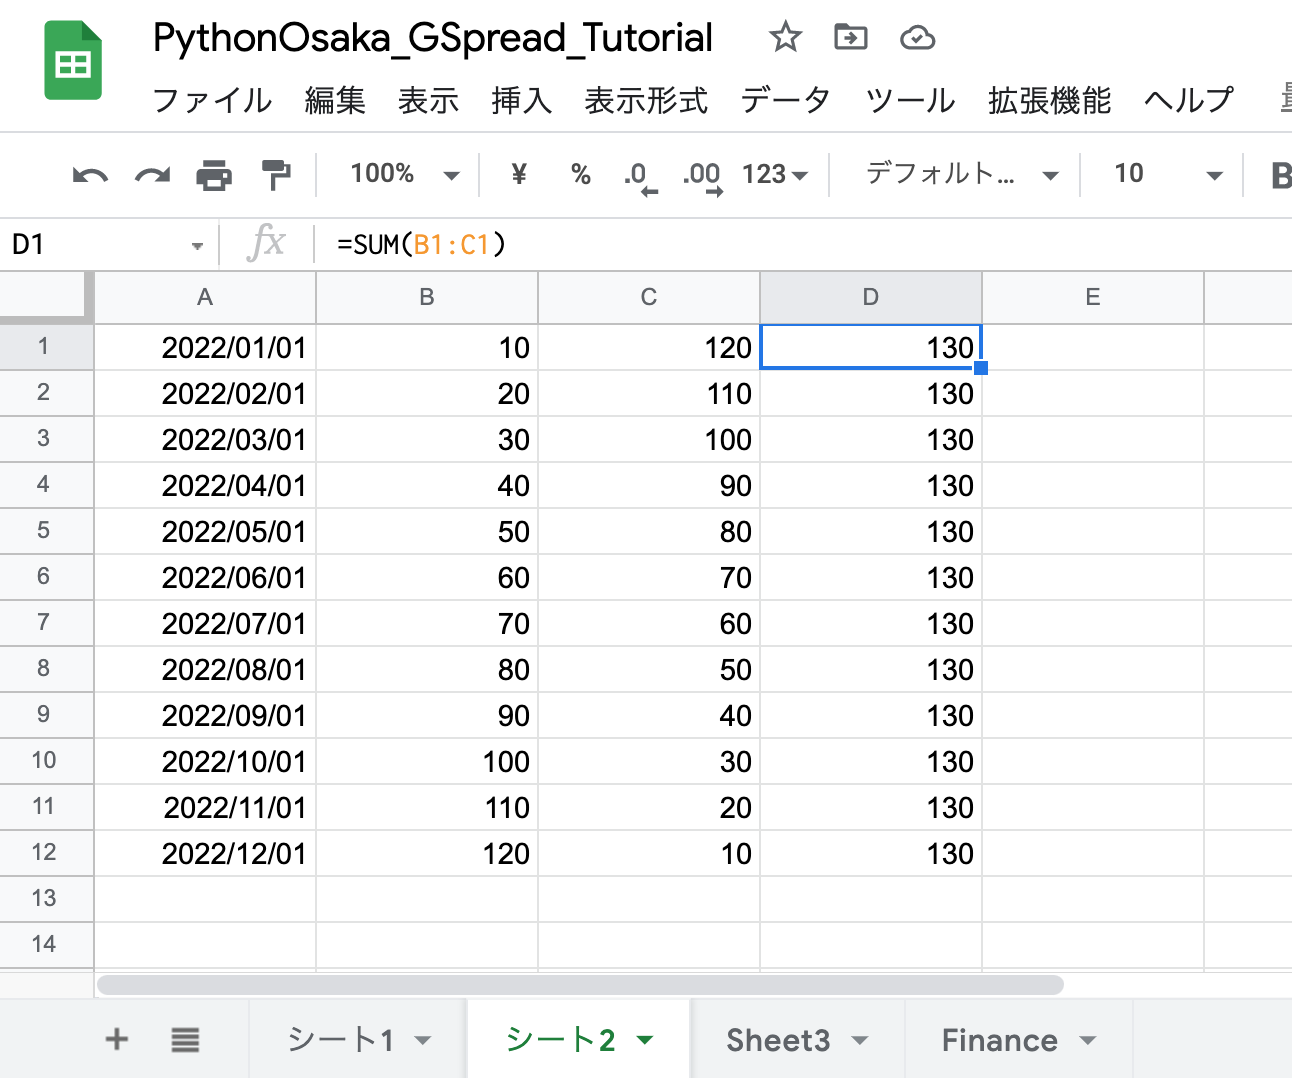 PythonOsaka_GSpread_Tutorial
ファイル 編集 表示 挿入 表示形式 データ ツール 拡張機能 ヘルプ
100% ¥ % .0 .00 123 デフォルト... 10 B
D1 fx =SUM(B1:C1)
A B C D E
1 2022/01/01 10 120 130
2 2022/02/01 20 110 130
3 2022/03/01 30 100 130
4 2022/04/01 40 90 130
5 2022/05/01 50 80 130
6 2022/06/01 60 70 130
7 2022/07/01 70 60 130
8 2022/08/01 80 50 130
9 2022/09/01 90 40 130
10 2022/10/01 100 30 130
11 2022/11/01 110 20 130
12 2022/12/01 120 10 130
13
14
シート1 シート2 Sheet3 Finance